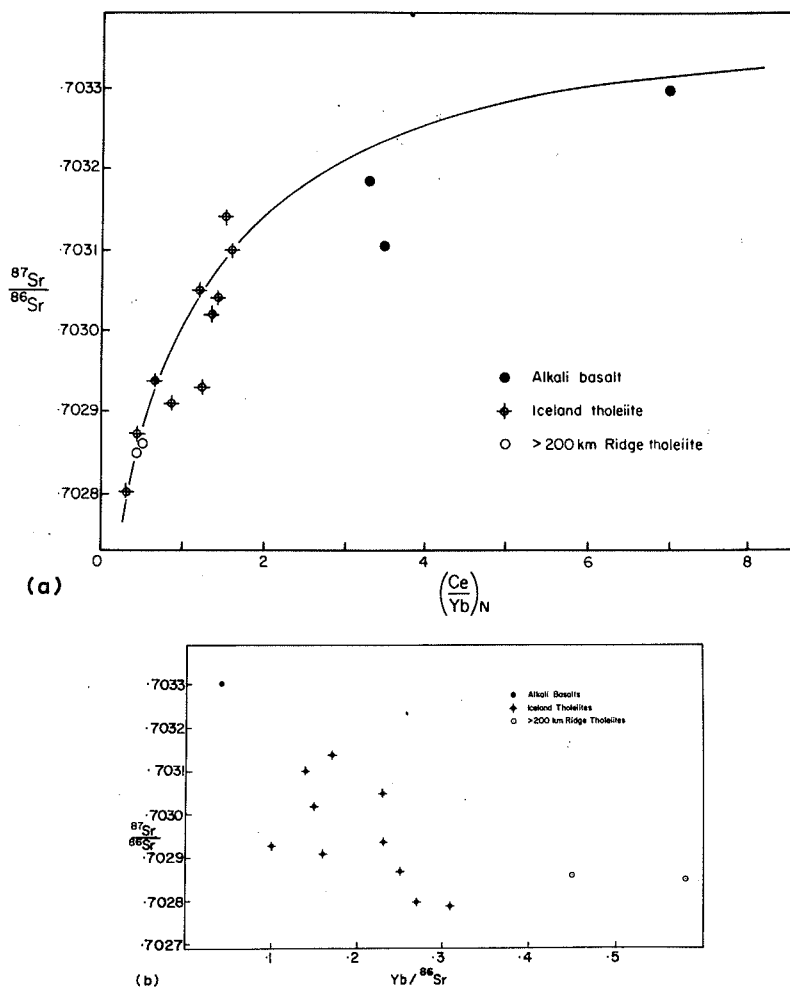 .7033
.7032
.7031
.7030
.7029
.7028
87Sr
86Sr
Alkali basalt
Iceland tholeiite
> 200 km Ridge tholeiite
0 2 4 6 8
(a)
(Ce/Yb)N
.7033
.7032
.7031
.7030
.7029
.7028
.7027
87Sr
86Sr
Alkali Basalts
Iceland Tholeiites
>200 km Ridge Tholeiites
.1 .2 .3 .4 .5
(b)
Yb/86Sr